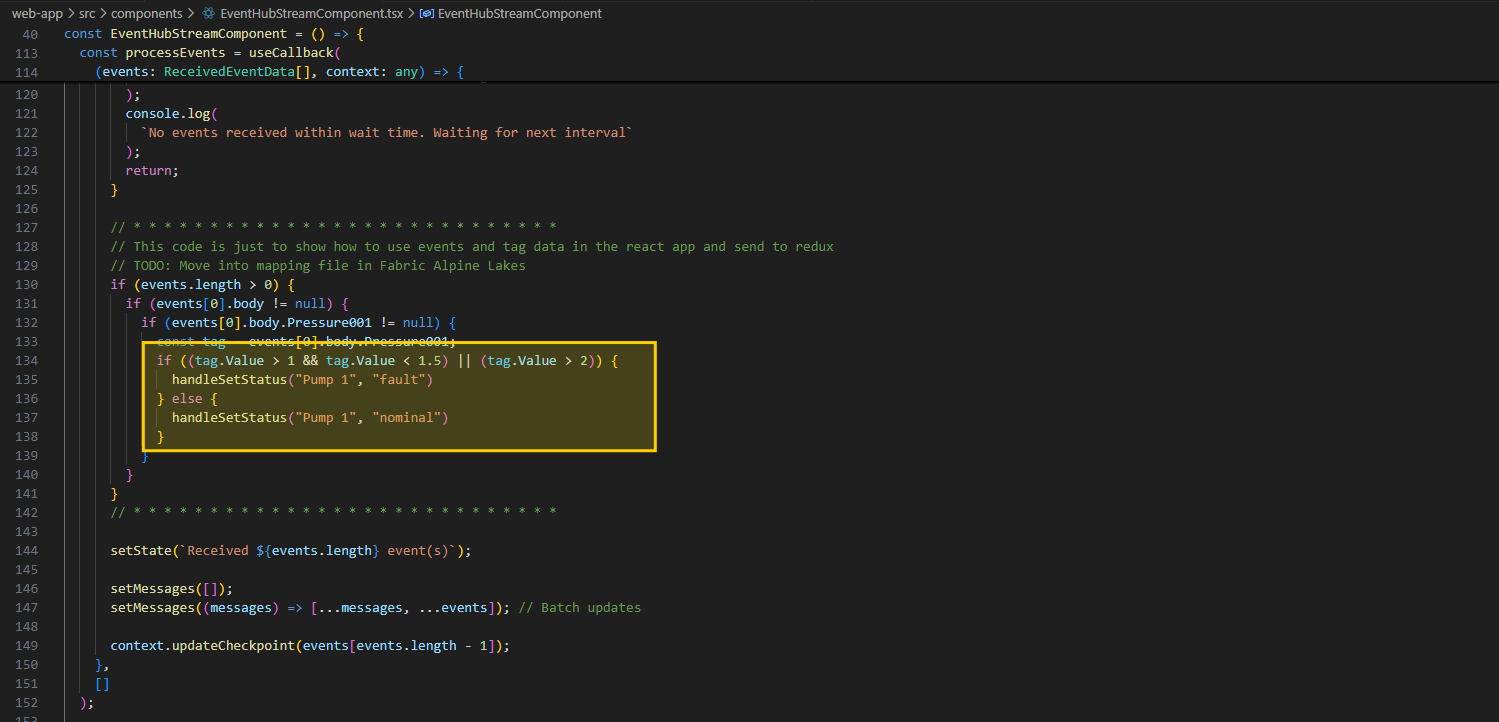 web-app > src > components > EventHubStreamComponent.tsx > EventHubStreamComponent
40 const EventHubStreamComponent = () => {
113 const processEvents = useCallback(
114 (events: ReceivedEventData[], context: any) => {
120 );
121 console.log(
122 `No events received within wait time. Waiting for next interval`
123 );
124 return;
125 }
126
127 // * * * * * * * * * * * * * * * * * * * * * * * * * * * *
128 // This code is just to show how to use events and tag data in the react app and send to redux
129 // TODO: Move into mapping file in Fabric Alpine Lakes
130 if (events.length > 0) {
131 if (events[0].body != null) {
132 if (events[0].body.Pressure001 != null) {
133 const tag = events[0].body.Pressure001;
134 if ((tag.Value > 1 && tag.Value < 1.5) || (tag.Value > 2)) {
135 handleSetStatus("Pump 1", "fault")
136 } else {
137 handleSetStatus("Pump 1", "nominal")
138 }
139 }
140 }
141 }
142 // * * * * * * * * * * * * * * * * * * * * * * * * * * * *
143
144 setState(`Received ${events.length} event(s)`);
145
146 setMessages([]);
147 setMessages((messages) => [...messages, ...events]); // Batch updates
148
149 context.updateCheckpoint(events[events.length - 1]);
150 },
151 []
152 );
153